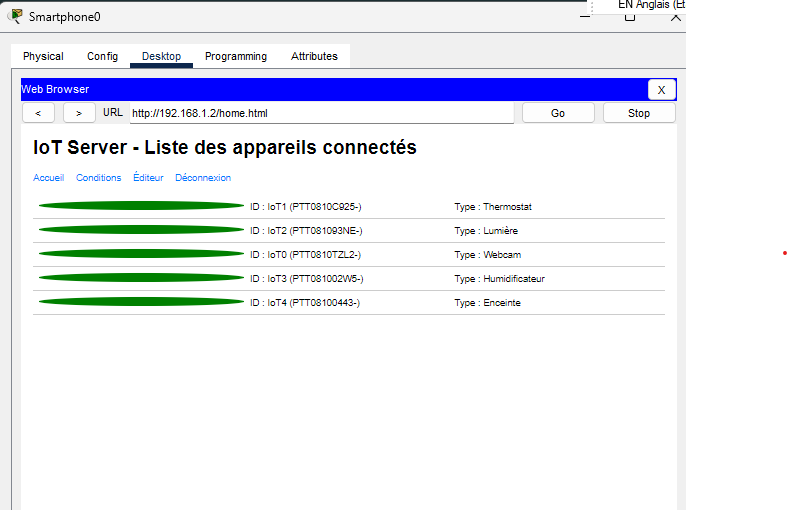 EN Anglais (Ét
Smartphone0
Physical Config Desktop Programming Attributes
Web Browser X
< > URL http://192.168.1.2/home.html Go Stop
IoT Server - Liste des appareils connectés
Accueil Conditions Éditeur Déconnexion
ID : IoT1 (PTT0810C925-) Type : Thermostat
ID : IoT2 (PTT081093NE-) Type : Lumière
ID : IoT0 (PTT0810TZL2-) Type : Webcam
ID : IoT3 (PTT081002W5-) Type : Humidificateur
ID : IoT4 (PTT08100443-) Type : Enceinte